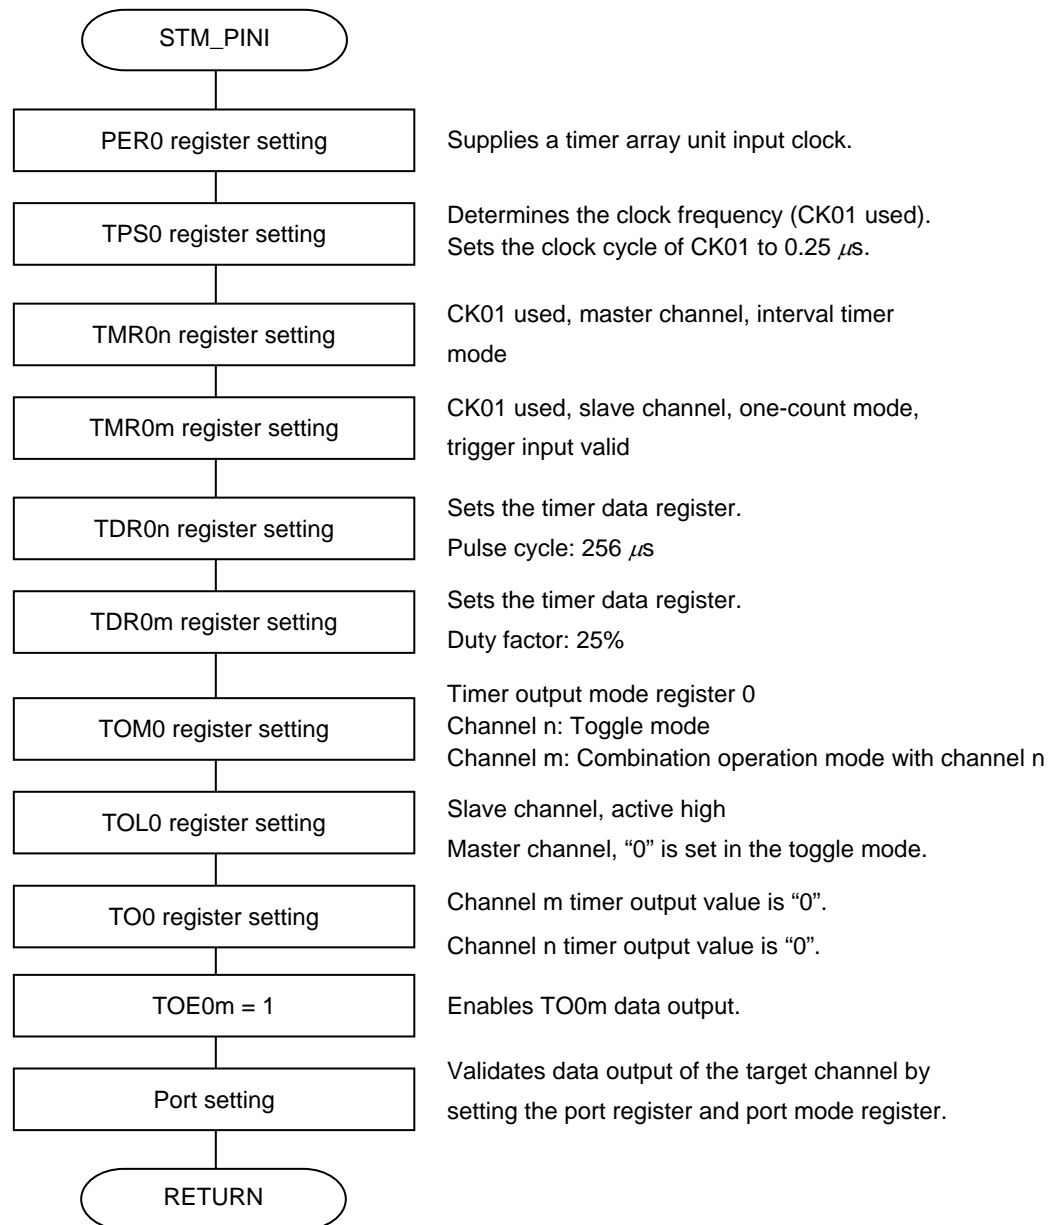 STM_PINI
PER0 register setting
Supplies a timer array unit input clock.
TPS0 register setting
Determines the clock frequency (CK01 used).
Sets the clock cycle of CK01 to 0.25 μs.
TMR0n register setting
CK01 used, master channel, interval timer
mode
TMR0m register setting
CK01 used, slave channel, one-count mode,
trigger input valid
TDR0n register setting
Sets the timer data register.
Pulse cycle: 256 μs
TDR0m register setting
Sets the timer data register.
Duty factor: 25%
TOM0 register setting
Timer output mode register 0
Channel n: Toggle mode
Channel m: Combination operation mode with channel n
TOL0 register setting
Slave channel, active high
Master channel, “0” is set in the toggle mode.
TO0 register setting
Channel m timer output value is “0”.
Channel n timer output value is “0”.
TOE0m = 1
Enables TO0m data output.
Port setting
Validates data output of the target channel by
setting the port register and port mode register.
RETURN